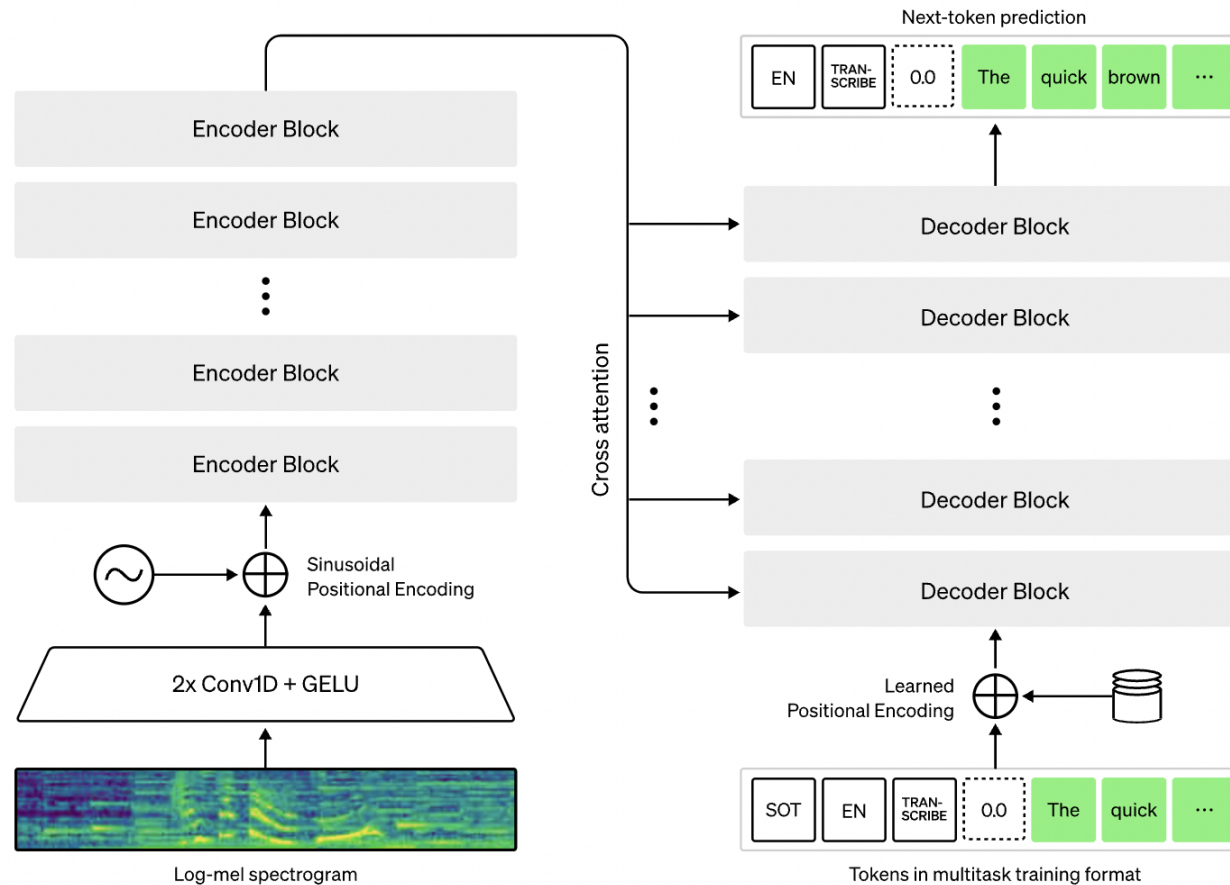 Next-token prediction
EN
TRAN-
SCRIBE
0.0
The
quick
brown
...
Encoder Block
Encoder Block
Encoder Block
Encoder Block
Sinusoidal
Positional Encoding
2x Conv1D + GELU
Log-mel spectrogram
Cross attention
Decoder Block
Decoder Block
Decoder Block
Decoder Block
Learned
Positional Encoding
SOT
EN
TRAN-
SCRIBE
0.0
The
quick
...
Tokens in multitask training format